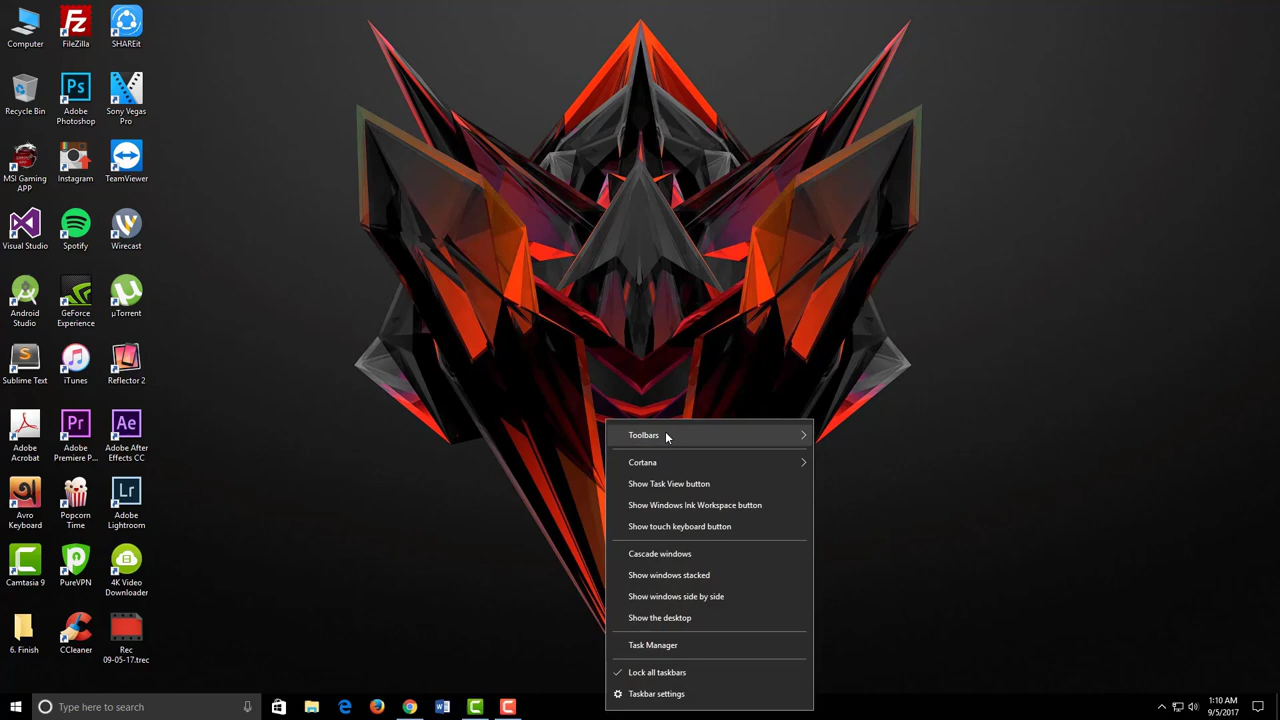 Computer
FileZilla
SHAREit
Recycle Bin
Adobe
Photoshop
Sony Vegas
Pro
MS Gaming
APP
Instagram
TeamViewer
Visual Studio
Spotify
Wirecast
Android
Studio
GeForce
Experience
µTorrent
Sublime Text
iTunes
Reflector 2
Adobe
Acrobat
Adobe
Premiere P...
Adobe After
Effects CC
Avro
Keyboard
Popcorn
Time
Adobe
Lightroom
Camtasia 9
PureVPN
4K Video
Downloader
6. Finish
CCleaner
Rec
09-05-17.trec
Toolbars
Cortana
Show Task View button
Show Windows Ink Workspace button
Show touch keyboard button
Cascade windows
Show windows stacked
Show windows side by side
Show the desktop
Task Manager
Lock all taskbars
Taskbar settings
Type here to search
1:10 AM
9/5/2017